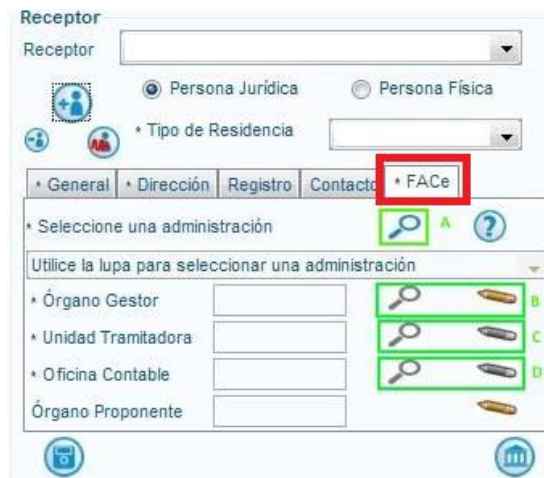 Receptor
Receptor
Persona Jurídica Persona Física
* Tipo de Residencia
* General * Dirección Registro Contacto * FACe
* Seleccione una administración A ?
Utilice la lupa para seleccionar una administración
* Órgano Gestor B
* Unidad Tramitadora C
* Oficina Contable D
Órgano Proponente